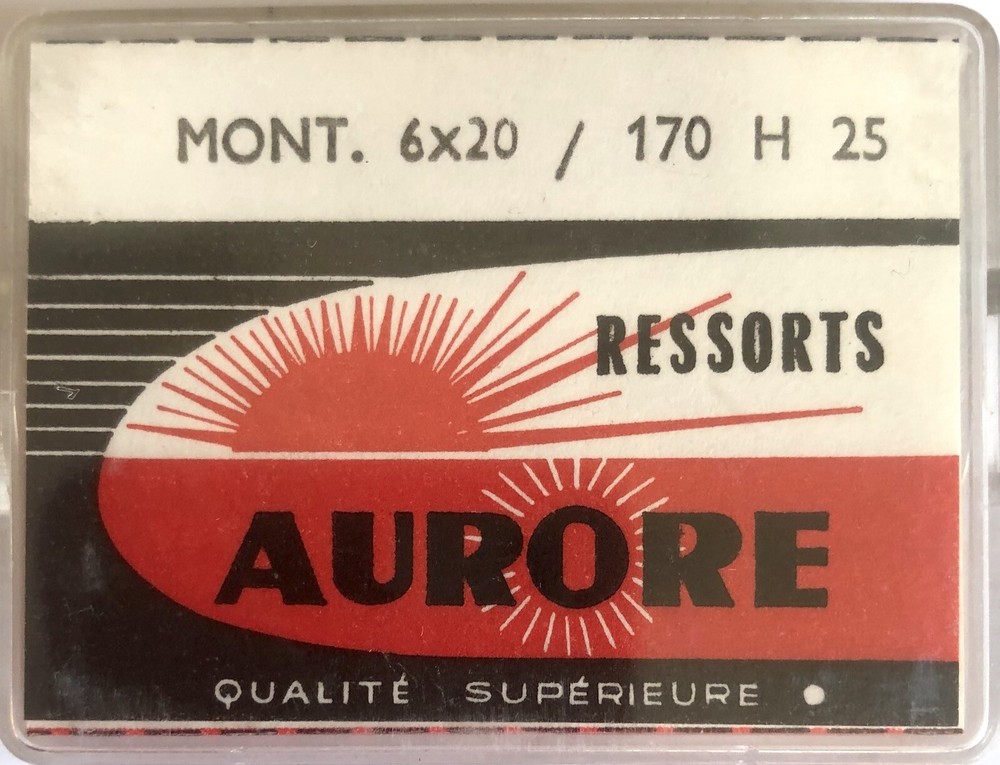 MONT. 6x20 / 170 H 25
RESSORTS
AURORE
QUALITÉ SUPÉRIEURE